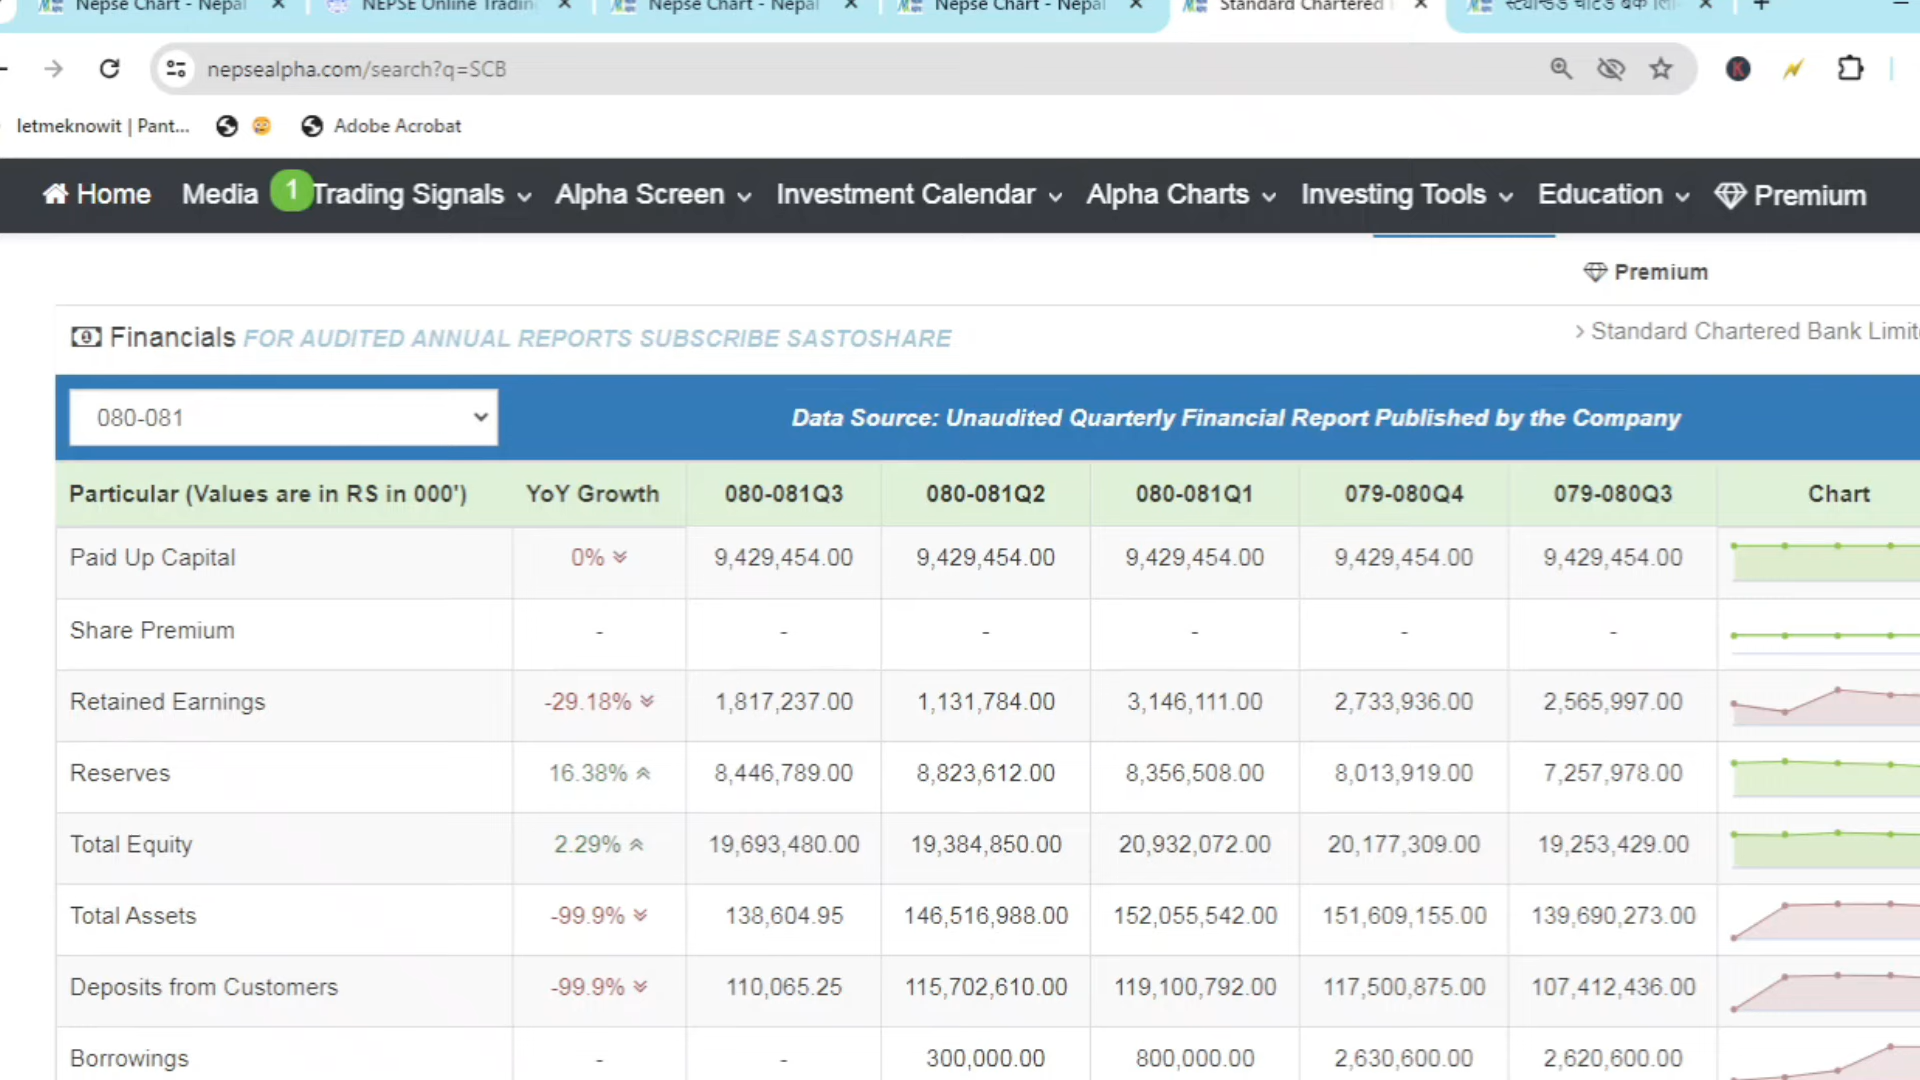 Nepse Chart - Nepal
NEPSE Online Tradin
Nepse Chart - Nepal
Nepse Chart - Nepal
Standard Chartered
nepsealpha.com/search?q=SCB
letmeknowit | Pant...
Adobe Acrobat
Home Media 1 Trading Signals Alpha Screen Investment Calendar Alpha Charts Investing Tools Education Premium
Premium
Financials FOR AUDITED ANNUAL REPORTS SUBSCRIBE SASTOSHARE
> Standard Chartered Bank Limite
080-081 Data Source: Unaudited Quarterly Financial Report Published by the Company
Particular (Values are in RS in 000') YoY Growth 080-081Q3 080-081Q2 080-081Q1 079-080Q4 079-080Q3 Chart
Paid Up Capital 0% 9,429,454.00 9,429,454.00 9,429,454.00 9,429,454.00 9,429,454.00
Share Premium - - - - - -
Retained Earnings -29.18% 1,817,237.00 1,131,784.00 3,146,111.00 2,733,936.00 2,565,997.00
Reserves 16.38% 8,446,789.00 8,823,612.00 8,356,508.00 8,013,919.00 7,257,978.00
Total Equity 2.29% 19,693,480.00 19,384,850.00 20,932,072.00 20,177,309.00 19,253,429.00
Total Assets -99.9% 138,604.95 146,516,988.00 152,055,542.00 151,609,155.00 139,690,273.00
Deposits from Customers -99.9% 110,065.25 115,702,610.00 119,100,792.00 117,500,875.00 107,412,436.00
Borrowings - - 300,000.00 800,000.00 2,630,600.00 2,620,600.00